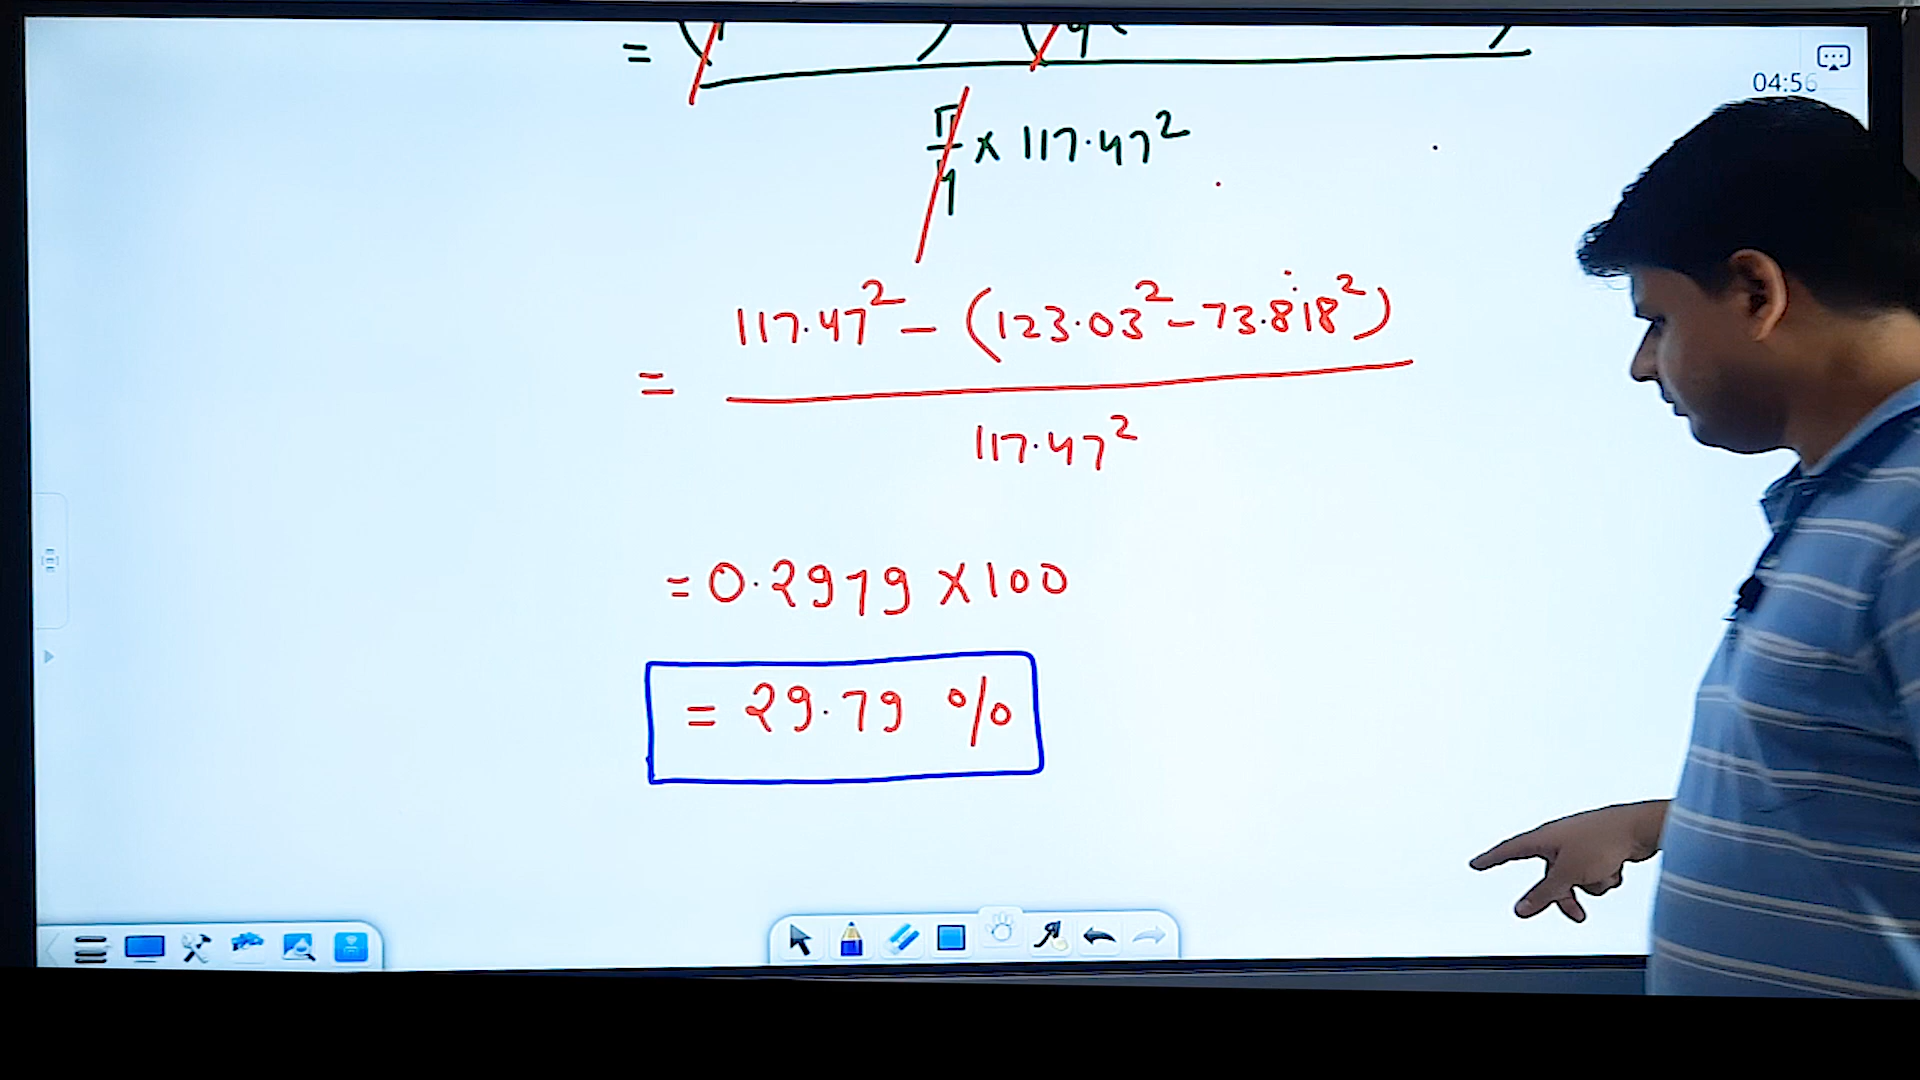 04:56
=
π/4 × 117.47²
= 117.47² - (123.03² - 73.818²) / 117.47²
= 0.2979 × 100
= 29.79 %